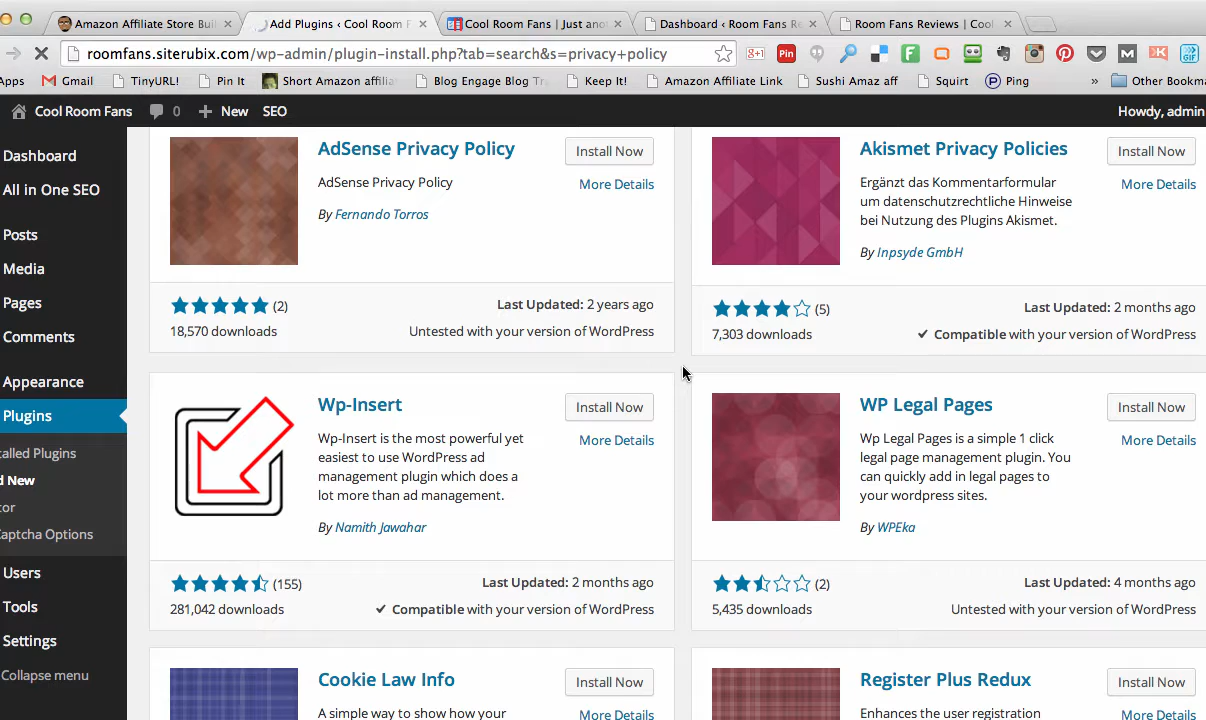 Amazon Affiliate Store Buil
Add Plugins ‹ Cool Room F
Cool Room Fans | Just ano
Dashboard ‹ Room Fans Re
Room Fans Reviews | Cool
roomfans.siterubix.com/wp-admin/plugin-install.php?tab=search&s=privacy+policy
Apps
Gmail
TinyURL!
Pin It
Short Amazon affilia
Blog Engage Blog Tr
Keep It!
Amazon Affiliate Link
Sushi Amaz aff
Squirt
Ping
»
Other Bookma
Cool Room Fans
0
New
SEO
Howdy, admin
Dashboard
All in One SEO
Posts
Media
Pages
Comments
Appearance
Plugins
talled Plugins
d New
tor
Captcha Options
Users
Tools
Settings
Collapse menu
AdSense Privacy Policy
Install Now
AdSense Privacy Policy
More Details
By Fernando Torros
(2)
Last Updated: 2 years ago
18,570 downloads
Untested with your version of WordPress
Akismet Privacy Policies
Install Now
Ergänzt das Kommentarformular
More Details
um datenschutzrechtliche Hinweise
bei Nutzung des Plugins Akismet.
By Inpsyde GmbH
(5)
Last Updated: 2 months ago
7,303 downloads
✔ Compatible with your version of WordPress
Wp-Insert
Install Now
Wp-Insert is the most powerful yet
More Details
easiest to use WordPress ad
management plugin which does a
lot more than ad management.
By Namith Jawahar
(155)
Last Updated: 2 months ago
281,042 downloads
✔ Compatible with your version of WordPress
WP Legal Pages
Install Now
Wp Legal Pages is a simple 1 click
More Details
legal page management plugin. You
can quickly add in legal pages to
your wordpress sites.
By WPEka
(2)
Last Updated: 4 months ago
5,435 downloads
Untested with your version of WordPress
Cookie Law Info
Install Now
A simple way to show how your
More Details
Register Plus Redux
Install Now
Enhances the user registration
More Details